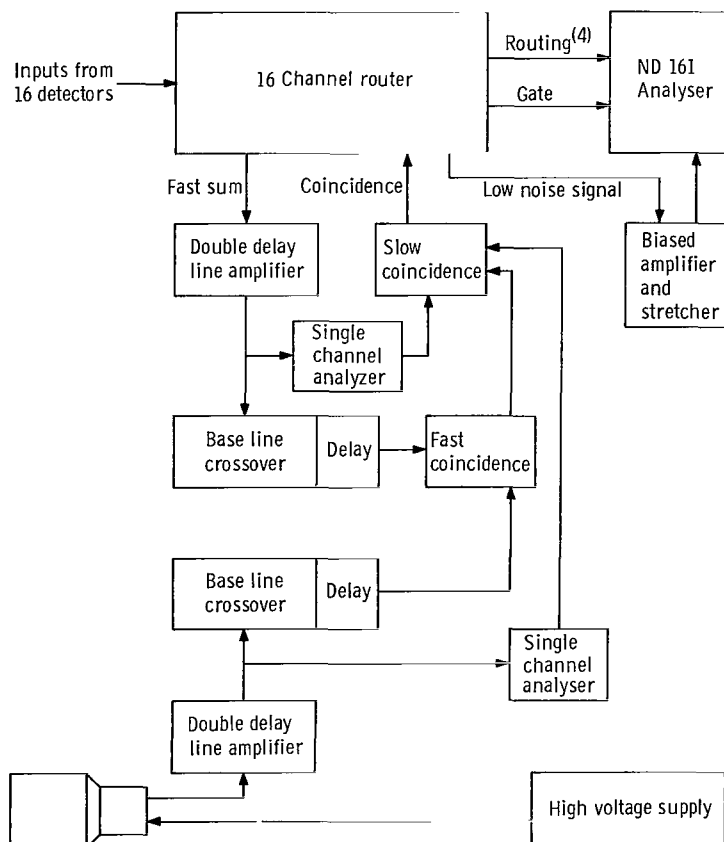 Inputs from
16 detectors
16 Channel router
Routing(4)
Gate
ND 161
Analyser
Fast sum
Coincidence
Low noise signal
Double delay
line amplifier
Slow
coincidence
Biased
amplifier
and
stretcher
Single
channel
analyzer
Base line
crossover
Delay
Fast
coincidence
Base line
crossover
Delay
Single
channel
analyser
Double delay
line amplifier
High voltage supply